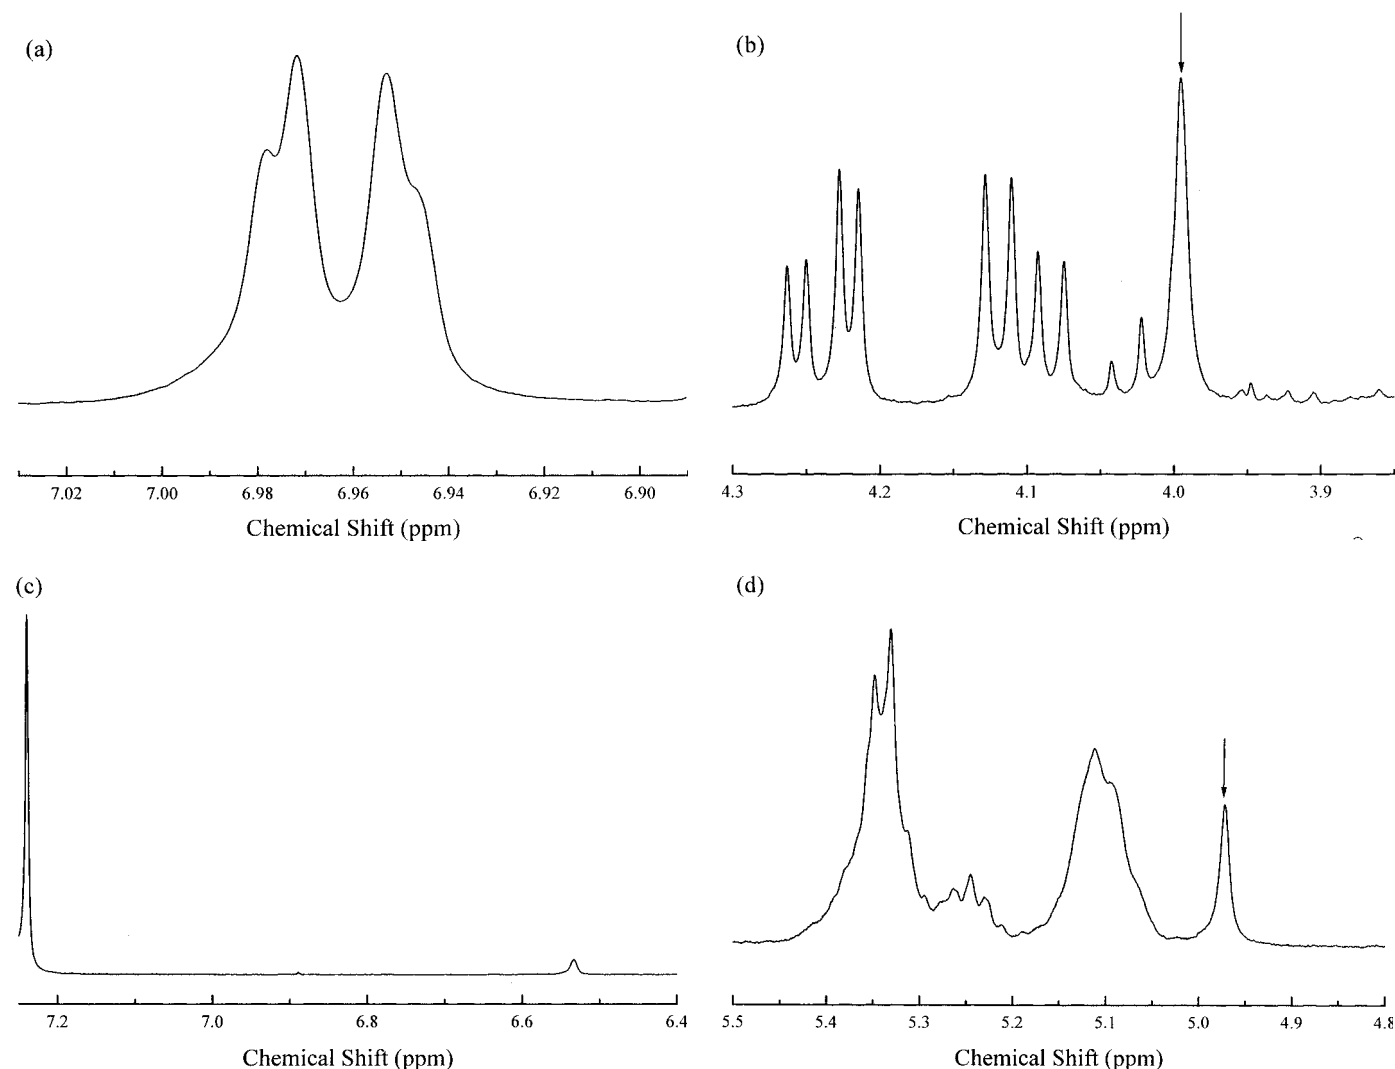 (a)
7.02 7.00 6.98 6.96 6.94 6.92 6.90
Chemical Shift (ppm)
(b)
4.3 4.2 4.1 4.0 3.9
Chemical Shift (ppm)
(c)
7.2 7.0 6.8 6.6 6.4
Chemical Shift (ppm)
(d)
5.5 5.4 5.3 5.2 5.1 5.0 4.9 4.8
Chemical Shift (ppm)